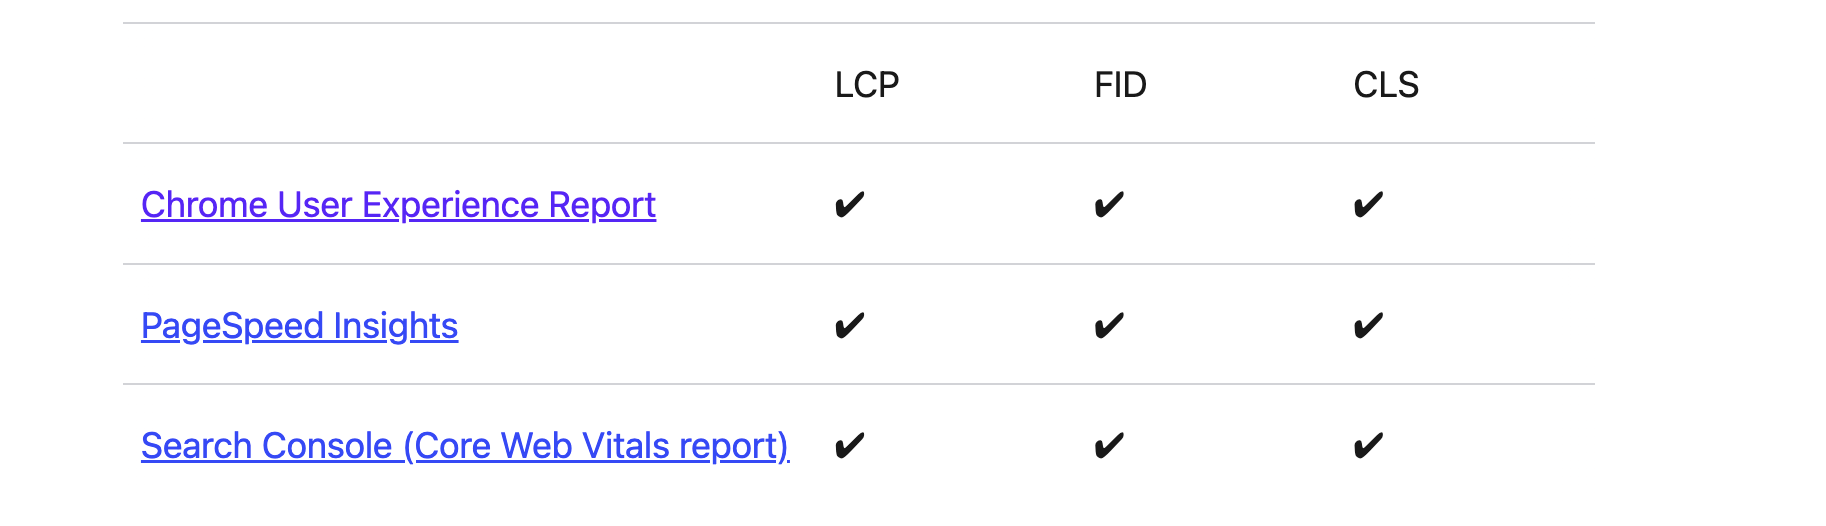 LCP FID CLS
Chrome User Experience Report ✔ ✔ ✔
PageSpeed Insights ✔ ✔ ✔
Search Console (Core Web Vitals report) ✔ ✔ ✔